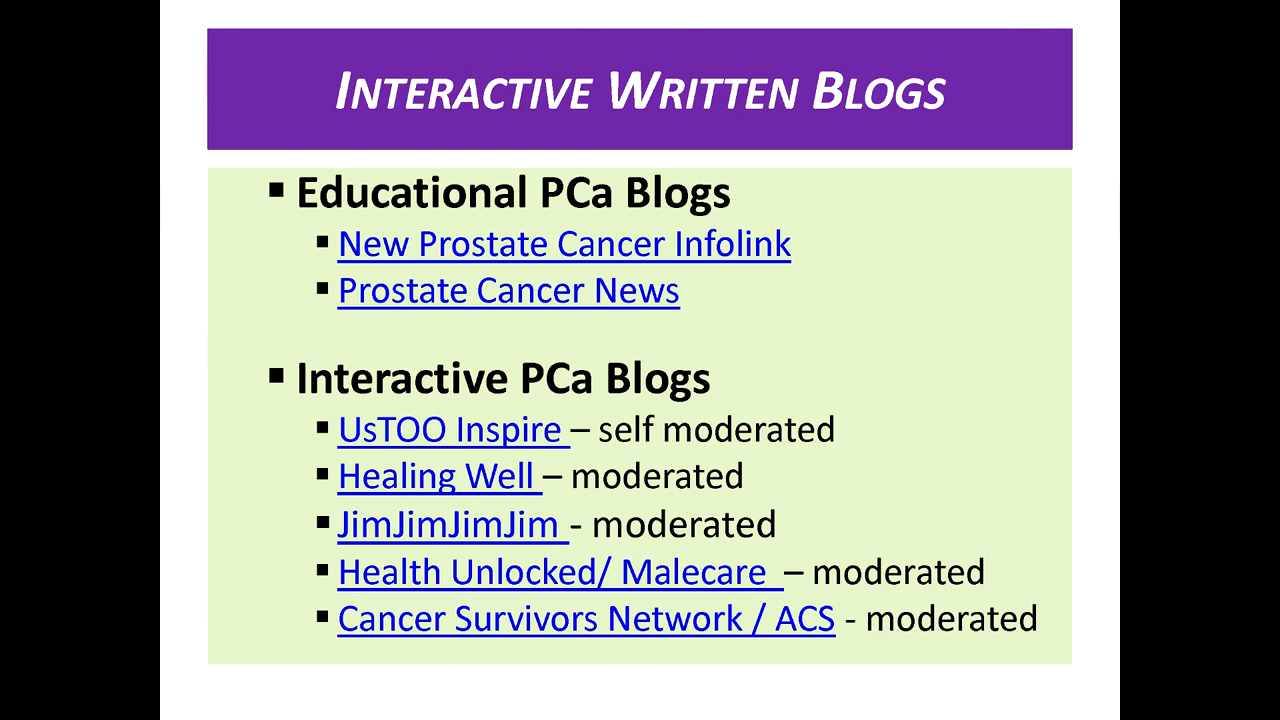 INTERACTIVE WRITTEN BLOGS
▪ Educational PCa Blogs
▪ New Prostate Cancer Infolink
▪ Prostate Cancer News
▪ Interactive PCa Blogs
▪ UsTOO Inspire – self moderated
▪ Healing Well – moderated
▪ JimJimJimJim - moderated
▪ Health Unlocked/ Malecare – moderated
▪ Cancer Survivors Network / ACS - moderated